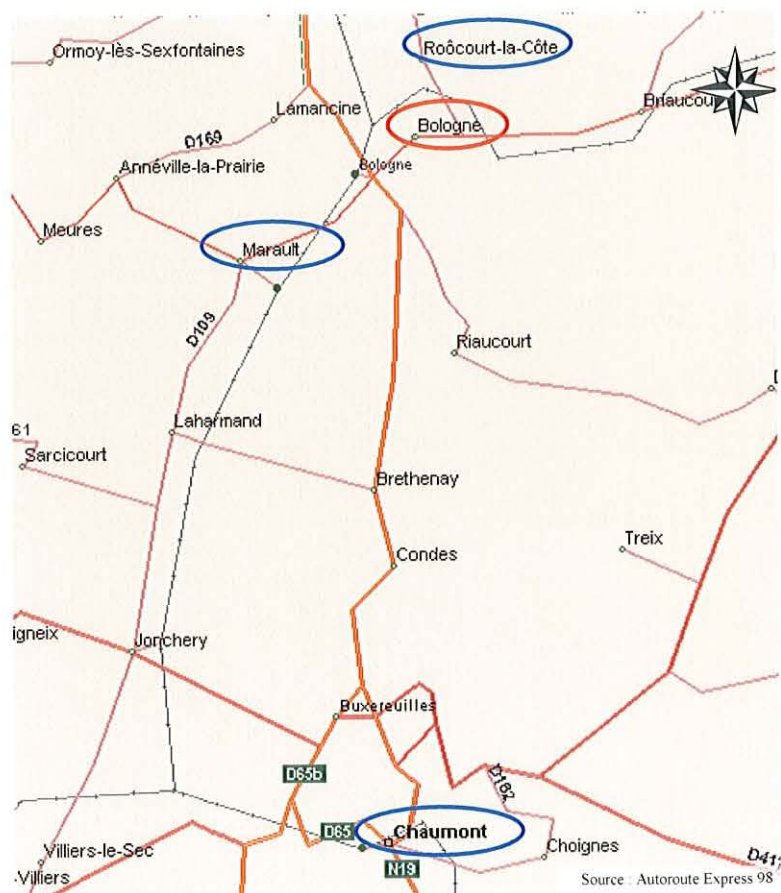 Ormoy-lès-Sexfontaines
Roôcourt-la-Côte
Lamancine
Bologne
D169
Annéville-la-Prairie
Bologne
Meures
Marault
D109
Riaucourt
61
Laharmand
Sarcicourt
Brethenay
Treix
Condes
igneix
Jonchery
Buxereuilles
D65b
D162
D65
Chaumont
Villiers-le-Sec
Choignes
Villiers
N19
Source : Autoroute Express 98